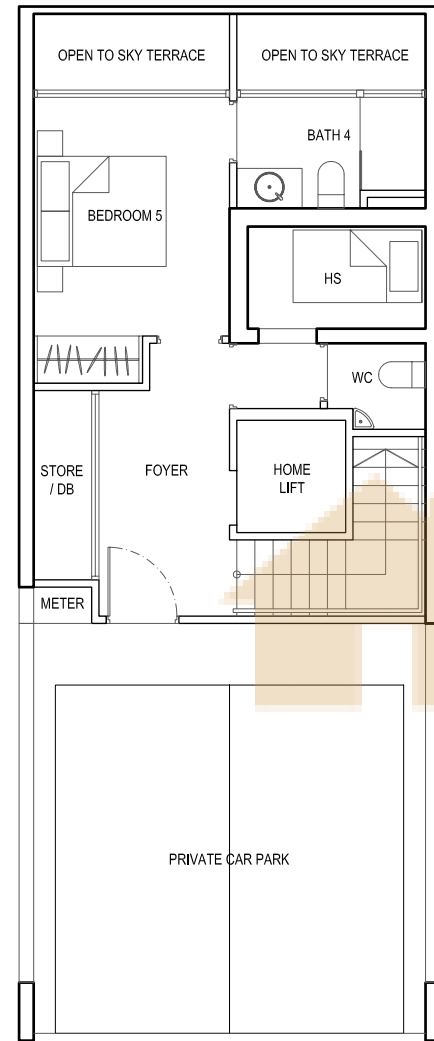 OPEN TO SKY TERRACE
OPEN TO SKY TERRACE
BATH 4
BEDROOM 5
HS
WC
STORE
/ DB
FOYER
HOME
LIFT
METER
PRIVATE CAR PARK